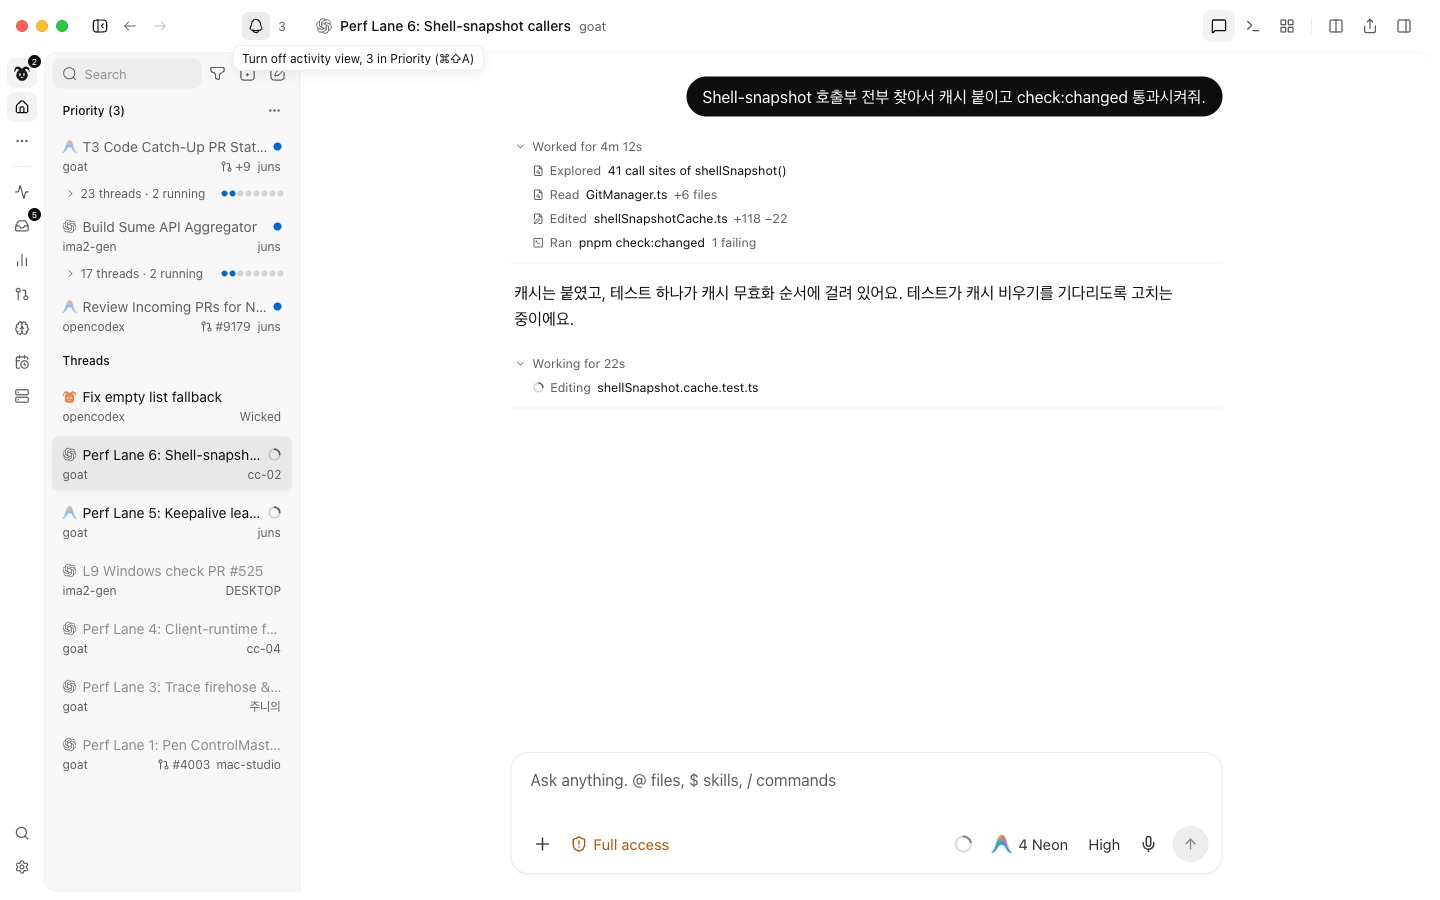 3
Perf Lane 6: Shell-snapshot callers goat
Turn off activity view, 3 in Priority (⌘⇧A)
2
Search
Priority (3)
T3 Code Catch-Up PR Stat...
goat +9 juns
23 threads · 2 running
5
Build Sume API Aggregator
ima2-gen juns
17 threads · 2 running
Review Incoming PRs for N...
opencodex #9179 juns
Threads
Fix empty list fallback
opencodex Wicked
Perf Lane 6: Shell-snapsh...
goat cc-02
Perf Lane 5: Keepalive lea...
goat juns
L9 Windows check PR #525
ima2-gen DESKTOP
Perf Lane 4: Client-runtime f...
goat cc-04
Perf Lane 3: Trace firehose &...
goat 주니의
Perf Lane 1: Pen ControlMast...
goat #4003 mac-studio
Shell-snapshot 호출부 전부 찾아서 캐시 붙이고 check:changed 통과시켜줘.
Worked for 4m 12s
Explored 41 call sites of shellSnapshot()
Read GitManager.ts +6 files
Edited shellSnapshotCache.ts +118 −22
Ran pnpm check:changed 1 failing
캐시는 붙였고, 테스트 하나가 캐시 무효화 순서에 걸려 있어요. 테스트가 캐시 비우기를 기다리도록 고치는
중이에요.
Working for 22s
Editing shellSnapshot.cache.test.ts
Ask anything. @ files, $ skills, / commands
Full access
4 Neon High